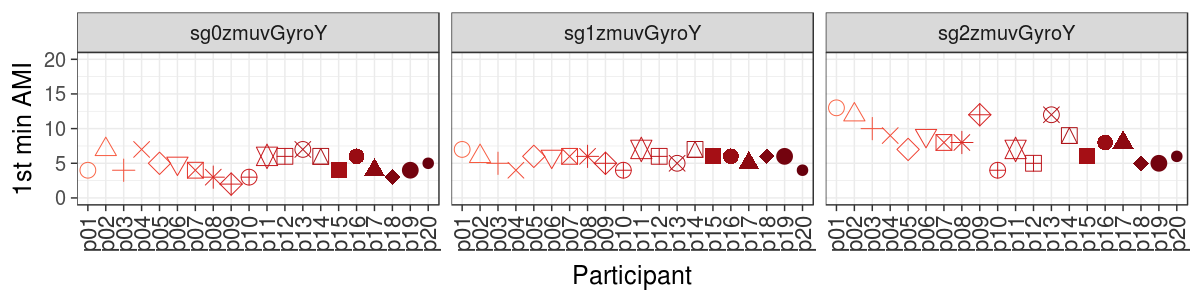 sg0zmuvGyroY sg1zmuvGyroY sg2zmuvGyroY
1st min AMI
20
15
10
5
0
p01 p02 p03 p04 p05 p06 p07 p08 p09 p10 p11 p12 p13 p14 p15 p16 p17 p18 p19 p20 p01 p02 p03 p04 p05 p06 p07 p08 p09 p10 p11 p12 p13 p14 p15 p16 p17 p18 p19 p20 p01 p02 p03 p04 p05 p06 p07 p08 p09 p10 p11 p12 p13 p14 p15 p16 p17 p18 p19 p20
Participant